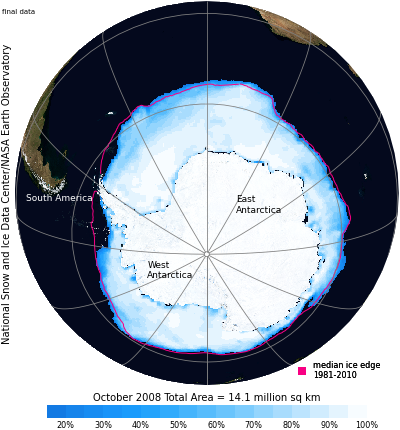 final data
National Snow and Ice Data Center/NASA Earth Observatory
South America
East
Antarctica
West
Antarctica
median ice edge
1981-2010
October 2008 Total Area = 14.1 million sq km
20% 30% 40% 50% 60% 70% 80% 90% 100%